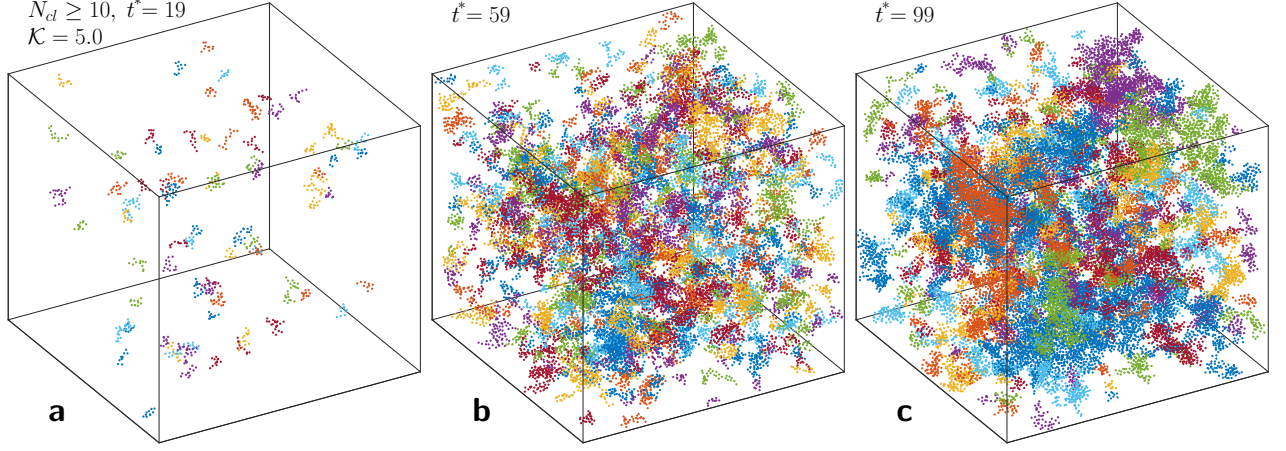 N_cl ≥ 10, t* = 19
K = 5.0
t* = 59
t* = 99
a
b
c